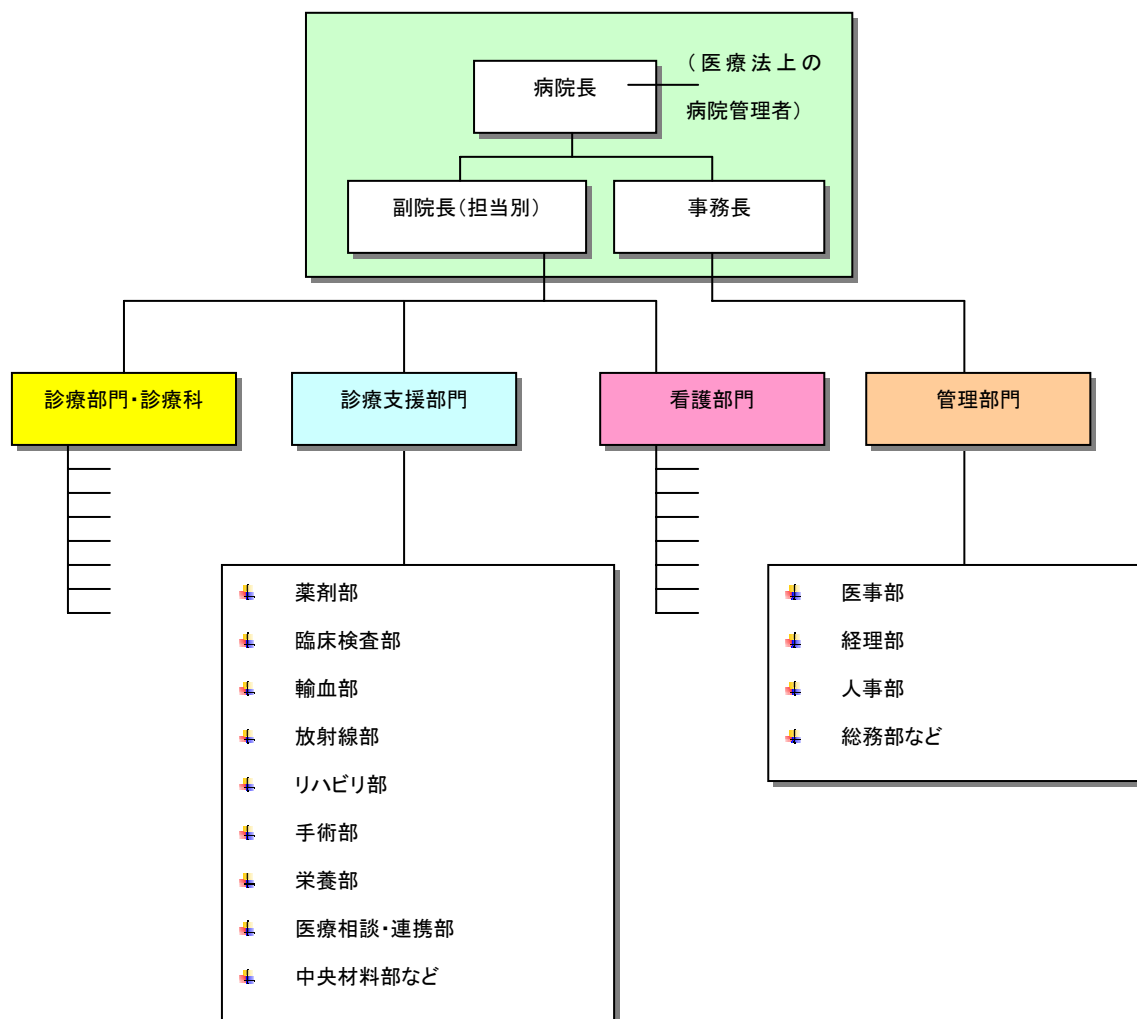 病院長
(医療法上の
病院管理者)
副院長(担当別)
事務長
診療部門・診療科
診療支援部門
看護部門
管理部門
薬剤部
臨床検査部
輸血部
放射線部
リハビリ部
手術部
栄養部
医療相談・連携部
中央材料部など
医事部
経理部
人事部
総務部など